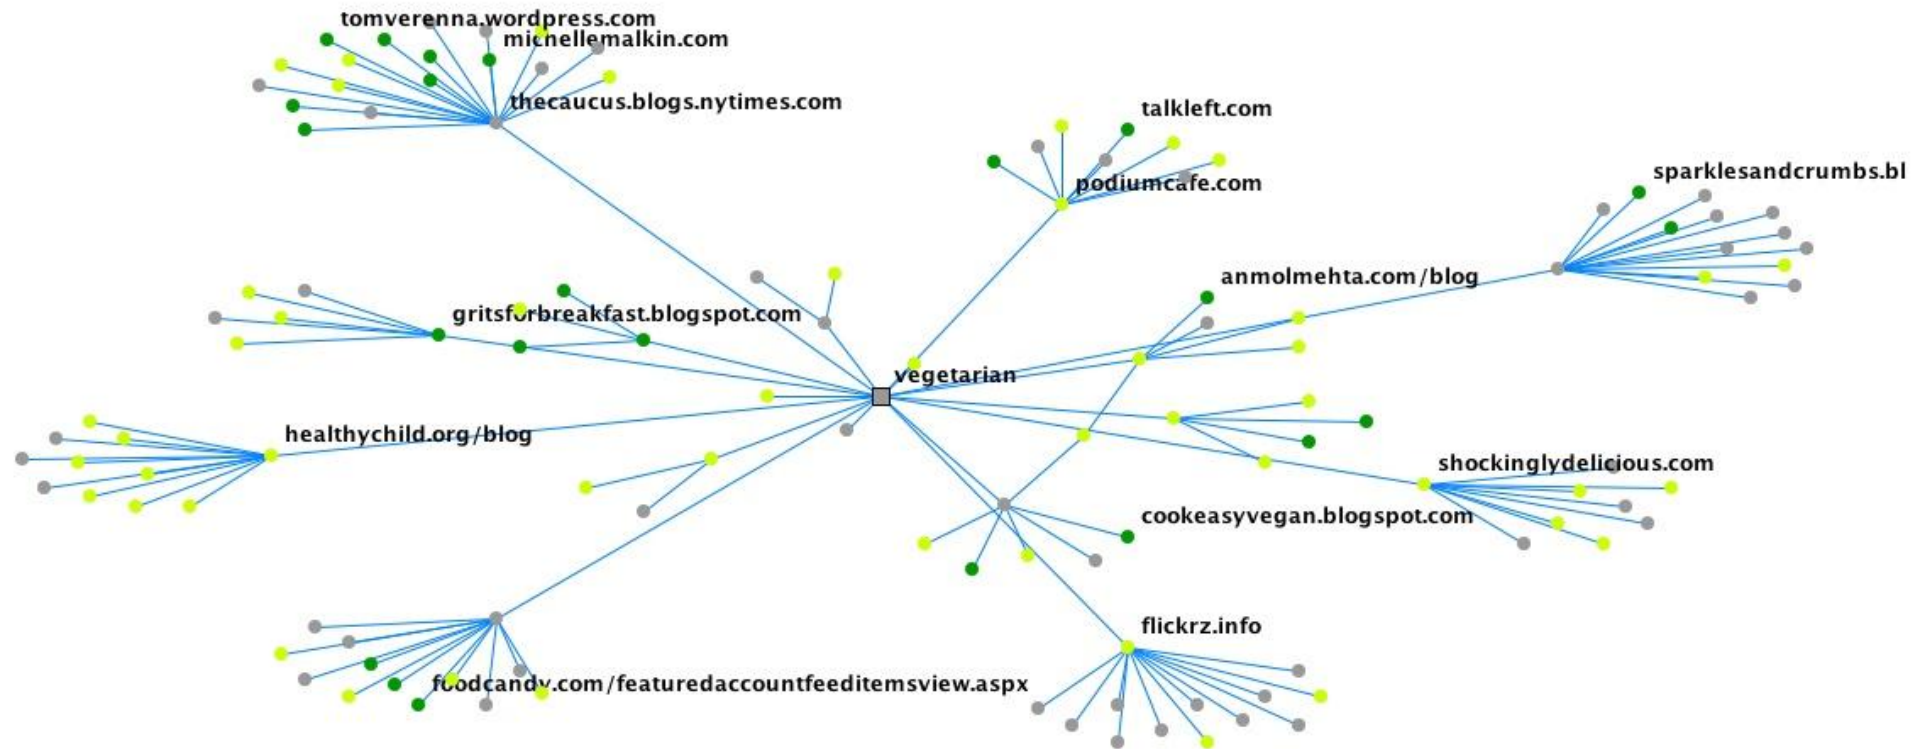 tomverenna.wordpress.com
michellemalkin.com
thecaucus.blogs.nytimes.com
talkleft.com
podiumcafe.com
sparklesandcrumbs.bl
anmolmehta.com/blog
gritsforbreakfast.blogspot.com
vegetarian
healthychild.org/blog
shockinglydelicious.com
cookeasyvegan.blogspot.com
flickrz.info
foodcandy.com/featuredaccountfeeditemsview.aspx